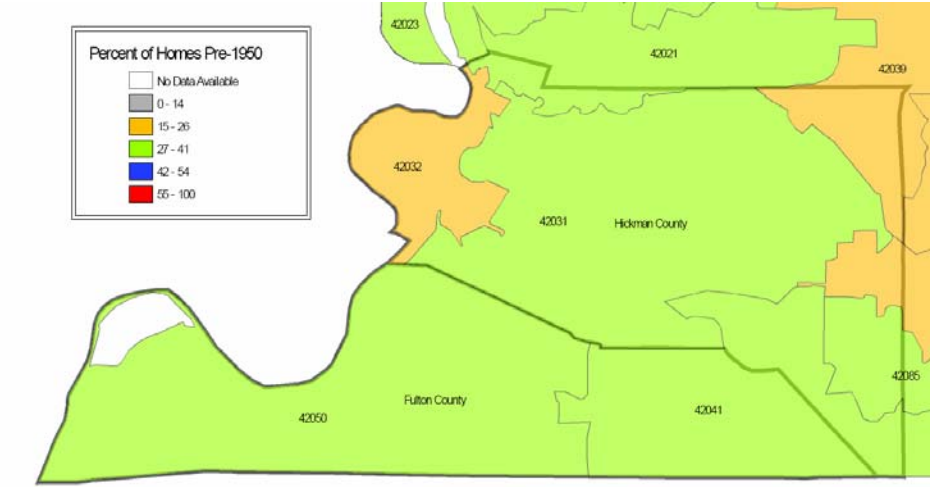 42023
42021
42039
Percent of Homes Pre-1950
No Data Available
0 - 14
15 - 26
27 - 41
42 - 54
55 - 100
42032
42031
Hickman County
42085
Fulton County
42050
42041